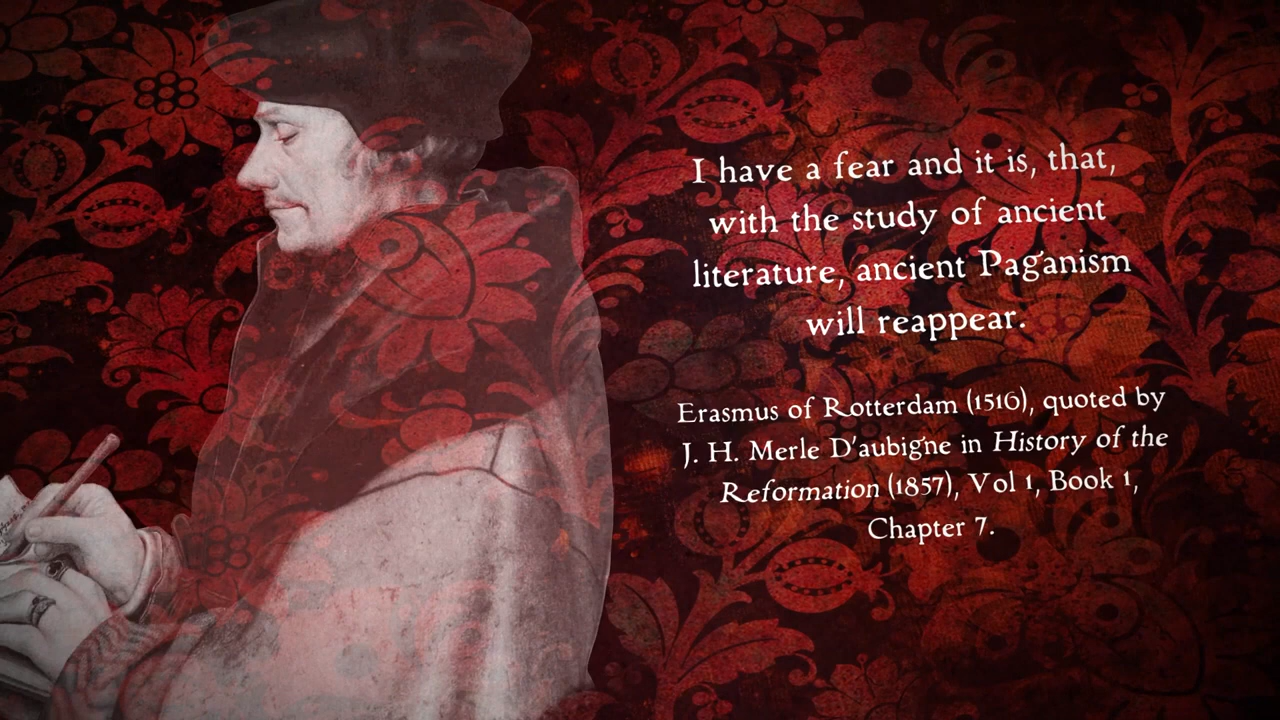 I have a fear and it is, that,
with the study of ancient
literature, ancient Paganism
will reappear.
Erasmus of Rotterdam (1516), quoted by
J. H. Merle D'aubigne in History of the
Reformation (1857), Vol 1, Book 1,
Chapter 7.